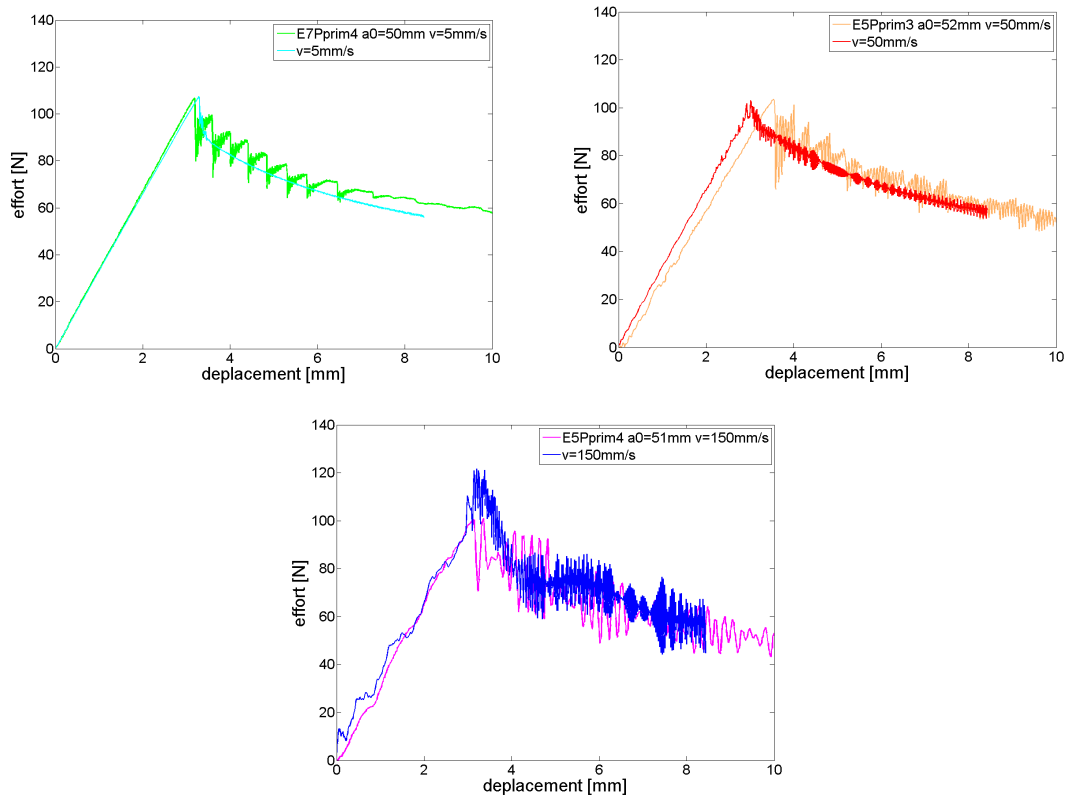 140
120
100
80
60
40
20
0
effort [N]
E7Pprim4 a0=50mm v=5mm/s
v=5mm/s
0 2 4 6 8 10
deplacement [mm]
140
120
100
80
60
40
20
0
effort [N]
E5Pprim3 a0=52mm v=50mm/s
v=50mm/s
0 2 4 6 8 10
deplacement [mm]
140
120
100
80
60
40
20
0
effort [N]
E5Pprim4 a0=51mm v=150mm/s
v=150mm/s
0 2 4 6 8 10
deplacement [mm]